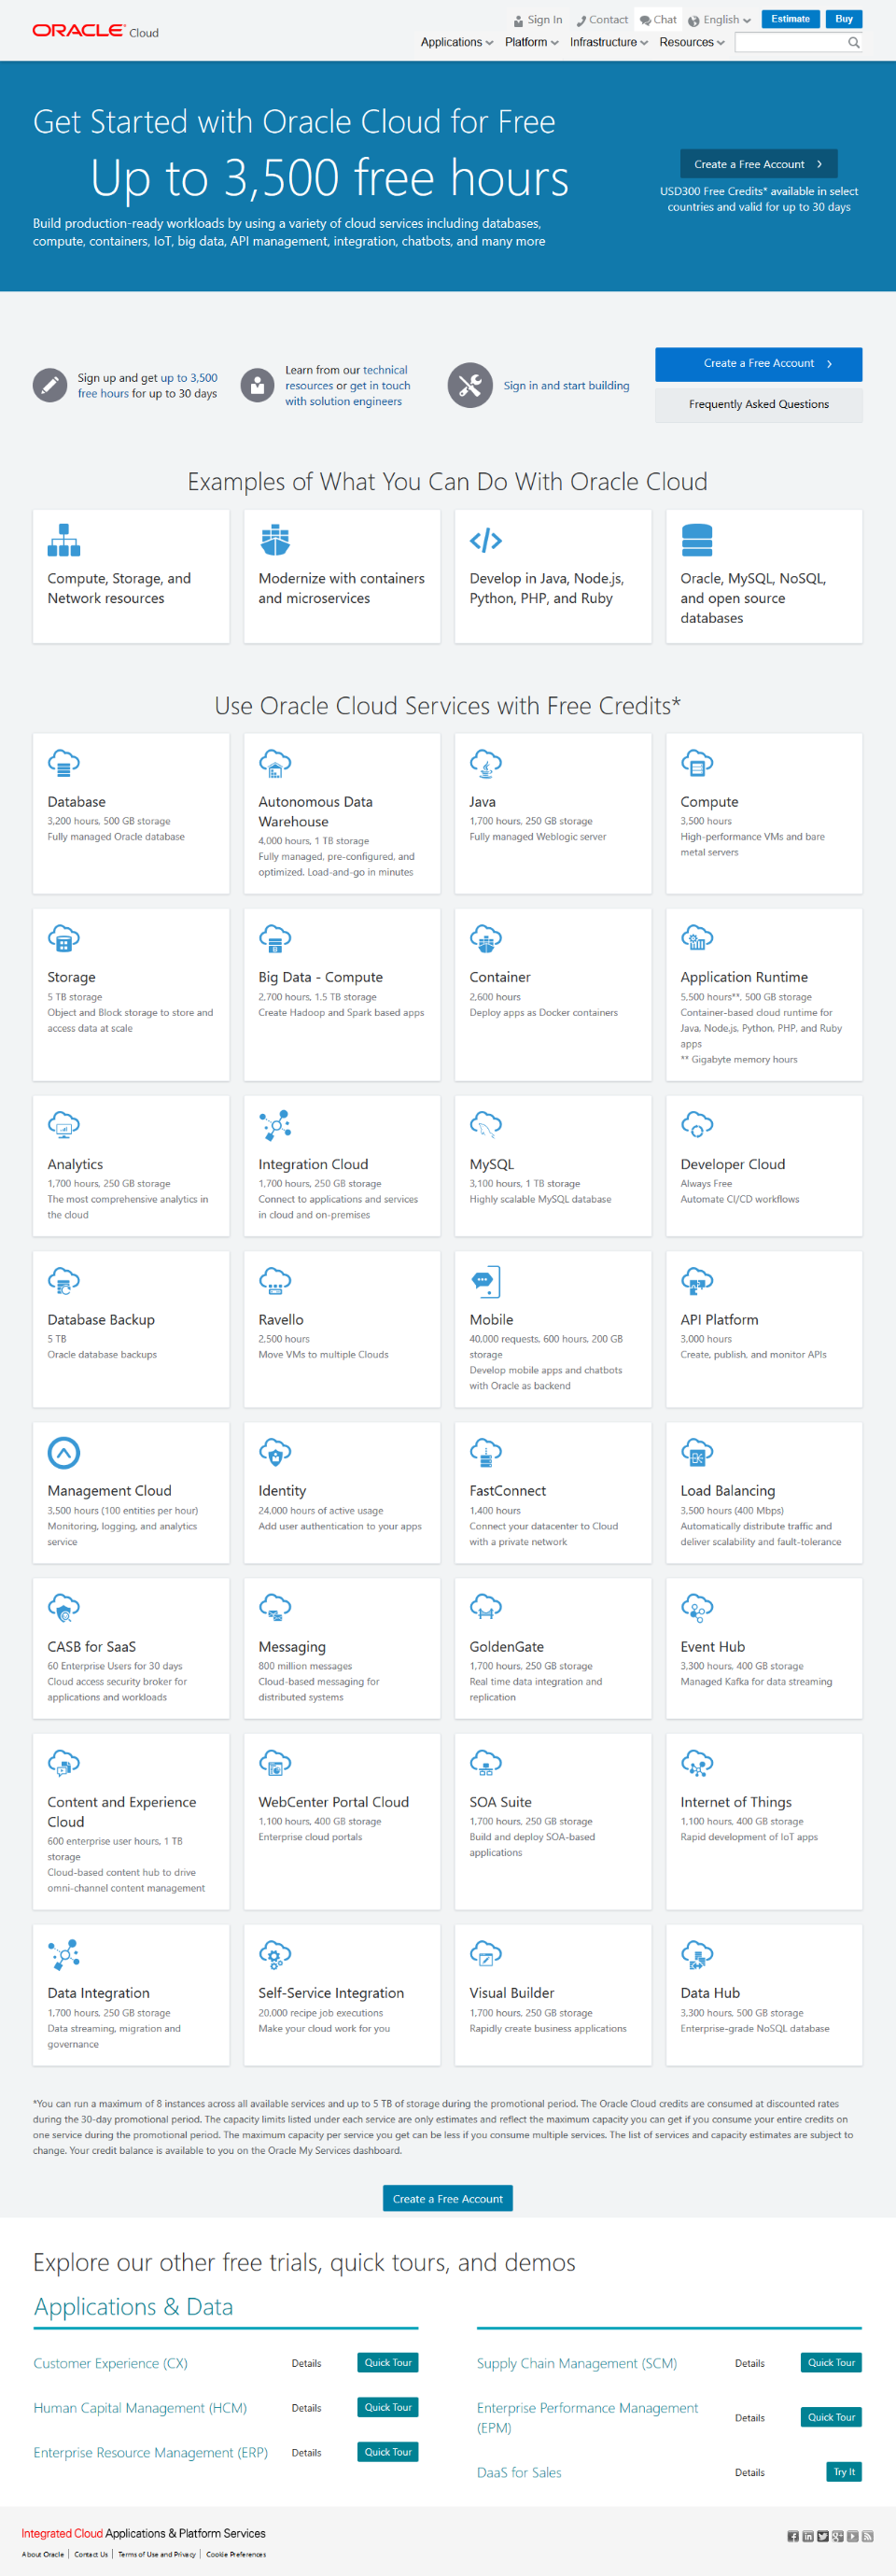 Sign In
Contact
Chat
English
Estimate
Buy
ORACLE Cloud
Applications
Platform
Infrastructure
Resources
Get Started with Oracle Cloud for Free
Up to 3,500 free hours
Build production-ready workloads by using a variety of cloud services including databases,
compute, containers, IoT, big data, API management, integration, chatbots, and many more
Create a Free Account
USD300 Free Credits* available in select
countries and valid for up to 30 days
Sign up and get up to 3,500
free hours for up to 30 days
Learn from our technical
resources or get in touch
with solution engineers
Sign in and start building
Create a Free Account
Frequently Asked Questions
Examples of What You Can Do With Oracle Cloud
Compute, Storage, and
Network resources
Modernize with containers
and microservices
Develop in Java, Node.js,
Python, PHP, and Ruby
Oracle, MySQL, NoSQL,
and open source
databases
Use Oracle Cloud Services with Free Credits*
Database
3,200 hours, 500 GB storage
Fully managed Oracle database
Autonomous Data
Warehouse
4,000 hours, 1 TB storage
Fully managed, pre-configured, and
optimized. Load-and-go in minutes
Java
1,700 hours, 250 GB storage
Fully managed Weblogic server
Compute
3,500 hours
High-performance VMs and bare
metal servers
Storage
5 TB storage
Object and Block storage to store and
access data at scale
Big Data - Compute
2,700 hours, 1.5 TB storage
Create Hadoop and Spark based apps
Container
2,600 hours
Deploy apps as Docker containers
Application Runtime
5,500 hours**, 500 GB storage
Container-based cloud runtime for
Java, Node.js, Python, PHP, and Ruby
apps
** Gigabyte memory hours
Analytics
1,700 hours, 250 GB storage
The most comprehensive analytics in
the cloud
Integration Cloud
1,700 hours, 250 GB storage
Connect to applications and services
in cloud and on-premises
MySQL
3,100 hours, 1 TB storage
Highly scalable MySQL database
Developer Cloud
Always Free
Automate CI/CD workflows
Database Backup
5 TB
Oracle database backups
Ravello
2,500 hours
Move VMs to multiple Clouds
Mobile
40,000 requests, 600 hours, 200 GB
storage
Develop mobile apps and chatbots
with Oracle as backend
API Platform
3,000 hours
Create, publish, and monitor APIs
Management Cloud
3,500 hours (100 entities per hour)
Monitoring, logging, and analytics
service
Identity
24,000 hours of active usage
Add user authentication to your apps
FastConnect
1,400 hours
Connect your datacenter to Cloud
with a private network
Load Balancing
3,500 hours (400 Mbps)
Automatically distribute traffic and
deliver scalability and fault-tolerance
CASB for SaaS
60 Enterprise Users for 30 days
Cloud access security broker for
applications and workloads
Messaging
800 million messages
Cloud-based messaging for
distributed systems
GoldenGate
1,700 hours, 250 GB storage
Real time data integration and
replication
Event Hub
3,300 hours, 400 GB storage
Managed Kafka for data streaming
Content and Experience
Cloud
600 enterprise user hours, 1 TB
storage
Cloud-based content hub to drive
omni-channel content management
WebCenter Portal Cloud
1,100 hours, 400 GB storage
Enterprise cloud portals
SOA Suite
1,700 hours, 250 GB storage
Build and deploy SOA-based
applications
Internet of Things
1,100 hours, 400 GB storage
Rapid development of IoT apps
Data Integration
1,700 hours, 250 GB storage
Data streaming, migration and
governance
Self-Service Integration
20,000 recipe job executions
Make your cloud work for you
Visual Builder
1,700 hours, 250 GB storage
Rapidly create business applications
Data Hub
3,300 hours, 500 GB storage
Enterprise-grade NoSQL database
*You can run a maximum of 8 instances across all available services and up to 5 TB of storage during the promotional period. The Oracle Cloud credits are consumed at discounted rates
during the 30-day promotional period. The capacity limits listed under each service are only estimates and reflect the maximum capacity you can get if you consume your entire credits on
one service during the promotional period. The maximum capacity per service you get can be less if you consume multiple services. The list of services and capacity estimates are subject to
change. Your credit balance is available to you on the Oracle My Services dashboard.
Create a Free Account
Explore our other free trials, quick tours, and demos
Applications & Data
Customer Experience (CX)
Details
Quick Tour
Human Capital Management (HCM)
Details
Quick Tour
Enterprise Resource Management (ERP)
Details
Quick Tour
Supply Chain Management (SCM)
Details
Quick Tour
Enterprise Performance Management
(EPM)
Details
Quick Tour
DaaS for Sales
Details
Try It
Integrated Cloud Applications & Platform Services
About Oracle | Contact Us | Terms of Use and Privacy | Cookie Preferences